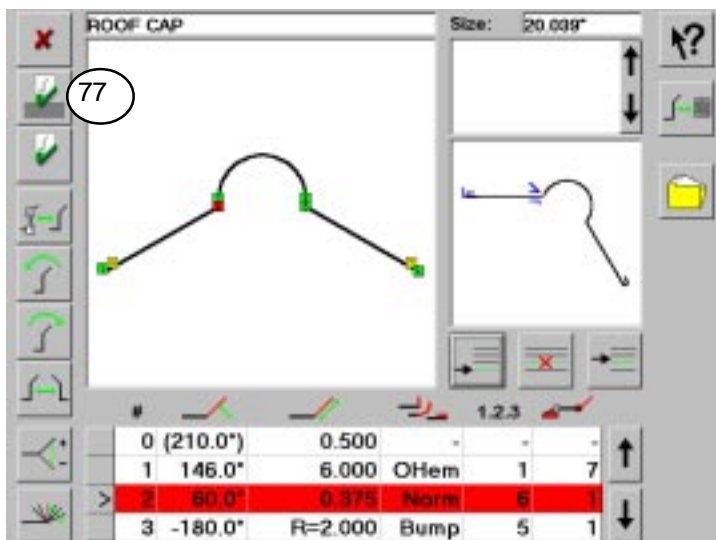 ROOF CAP
Size: 20.039"
77
# 1.2.3
0 (210.0°) 0.500 - - -
1 146.0° 6.000 OHem 1 7
> 2 60.0° 0.375 Norm 6 1
3 -180.0° R=2.000 Bump 5 1